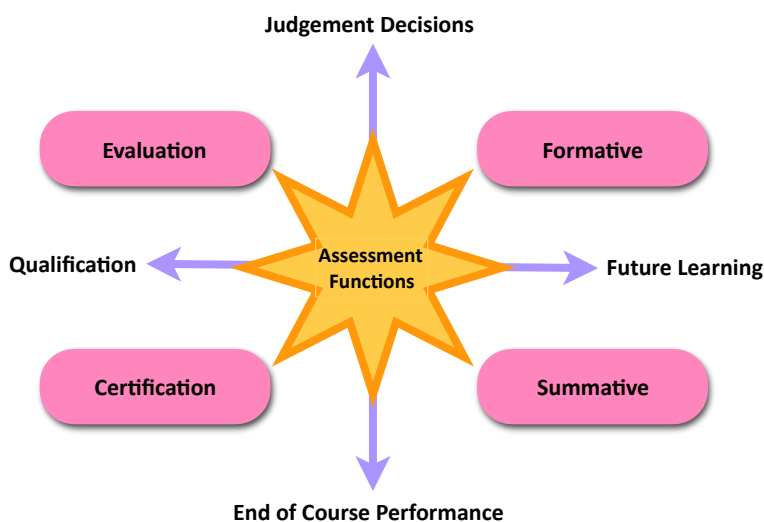 Judgement Decisions
Evaluation
Formative
Qualification
Assessment
Functions
Future Learning
Certification
Summative
End of Course Performance